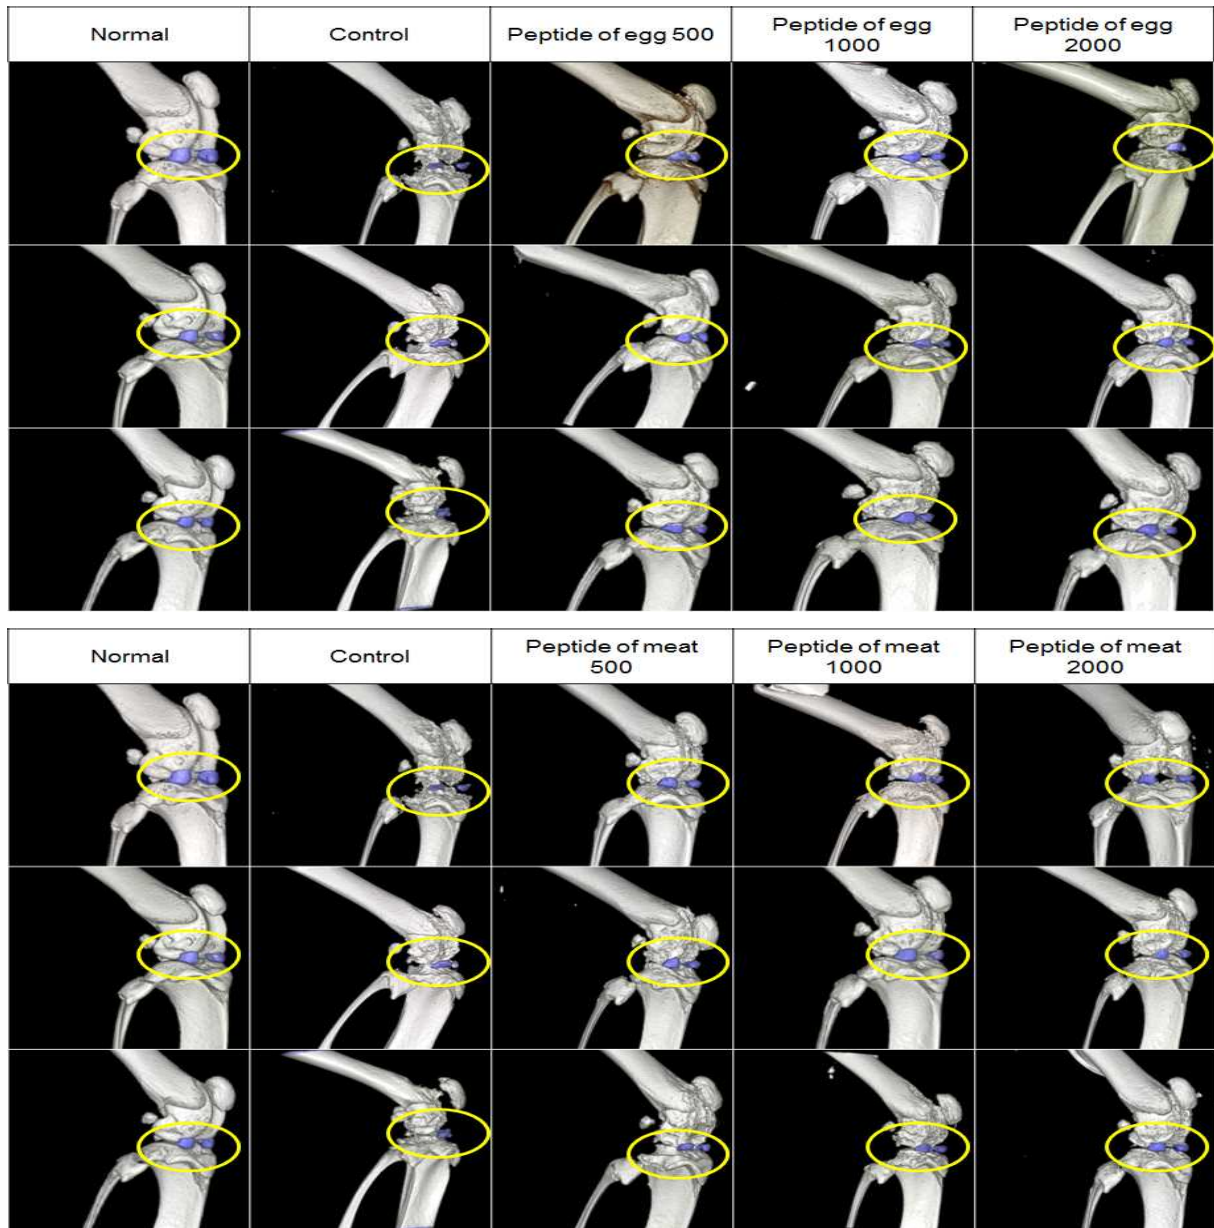 Normal
Control
Peptide of egg 500
Peptide of egg
1000
Peptide of egg
2000
Normal
Control
Peptide of meat
500
Peptide of meat
1000
Peptide of meat
2000